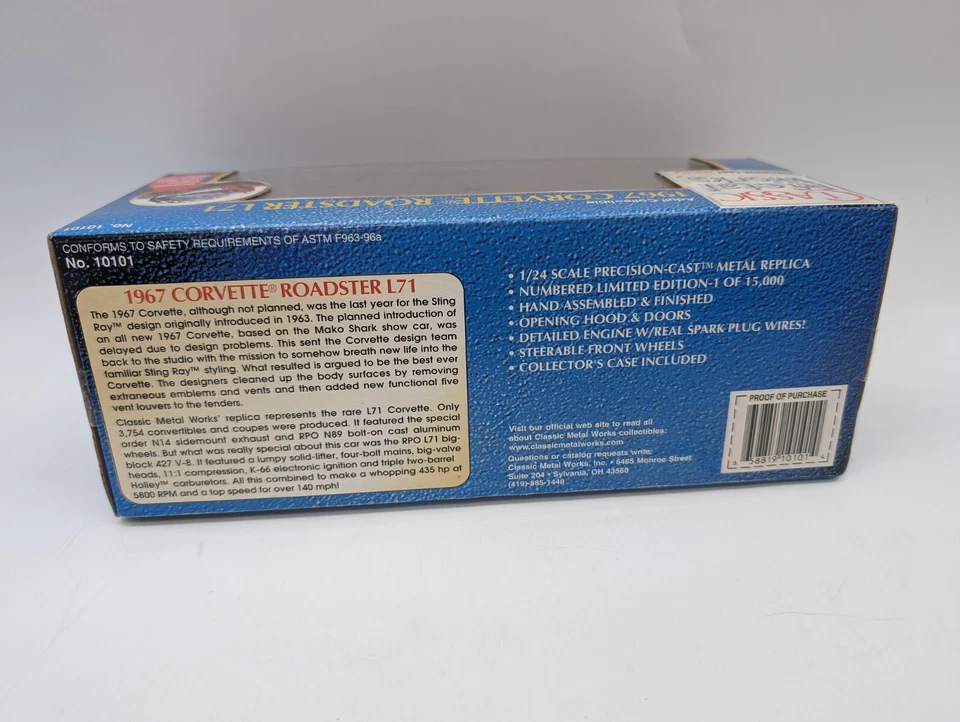 CLASSIC
1967 CORVETTE® ROADSTER L71
No. 10101
CONFORMS TO SAFETY REQUIREMENTS OF ASTM F963-96a
No. 10101
1967 CORVETTE® ROADSTER L71
The 1967 Corvette, although not planned, was the last year for the Sting
Ray™ design originally introduced in 1963. The planned introduction of
an all new 1967 Corvette, based on the Mako Shark show car, was
delayed due to design problems. This sent the Corvette design team
back to the studio with the mission to somehow breath new life into the
familiar Sting Ray™ styling. What resulted is argued to be the best ever
Corvette. The designers cleaned up the body surfaces by removing
extraneous emblems and vents and then added new functional five
vent louvers to the fenders.
Classic Metal Works' replica represents the rare L71 Corvette. Only
3,754 convertibles and coupes were produced. It featured the special
order N14 sidemount exhaust and RPO N89 bolt-on cast aluminum
wheels. But what was really special about this car was the RPO L71 big-
block 427 V-8. It featured a lumpy solid-lifter, four-bolt mains, big-valve
heads, 11:1 compression, K-66 electronic ignition and triple two-barrel
Holley™ carburetors. All this combined to make a whopping 435 hp at
5800 RPM and a top speed for over 140 mph!
• 1/24 SCALE PRECISION-CAST™ METAL REPLICA
• NUMBERED LIMITED EDITION-1 OF 15,000
• HAND ASSEMBLED & FINISHED
• OPENING HOOD & DOORS
• DETAILED ENGINE W/REAL SPARK PLUG WIRES!
• STEERABLE FRONT WHEELS
• COLLECTOR'S CASE INCLUDED
Visit our official web site to read all
about Classic Metal Works collectibles:
www.classicmetalworks.com
Questions or catalog requests write:
Classic Metal Works, Inc. • 6465 Monroe Street
Suite 204 • Sylvania, OH 43560
(419)-885-1448
PROOF OF PURCHASE
6 58819 10101 4